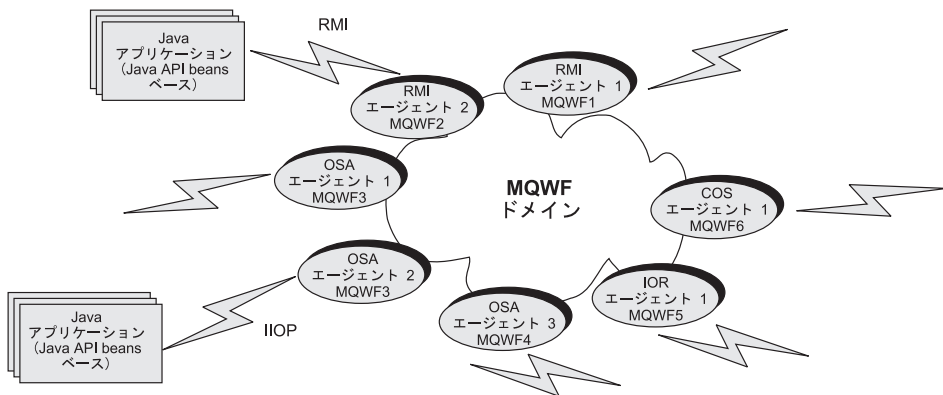 Java
アプリケーション
(Java API beans
ベース)
RMI
RMI
エージェント 2
MQWF2
RMI
エージェント 1
MQWF1
OSA
エージェント 1
MQWF3
MQWF
ドメイン
COS
エージェント 1
MQWF6
OSA
エージェント 2
MQWF3
IOR
エージェント 1
MQWF5
OSA
エージェント 3
MQWF4
Java
アプリケーション
(Java API beans
ベース)
IIOP